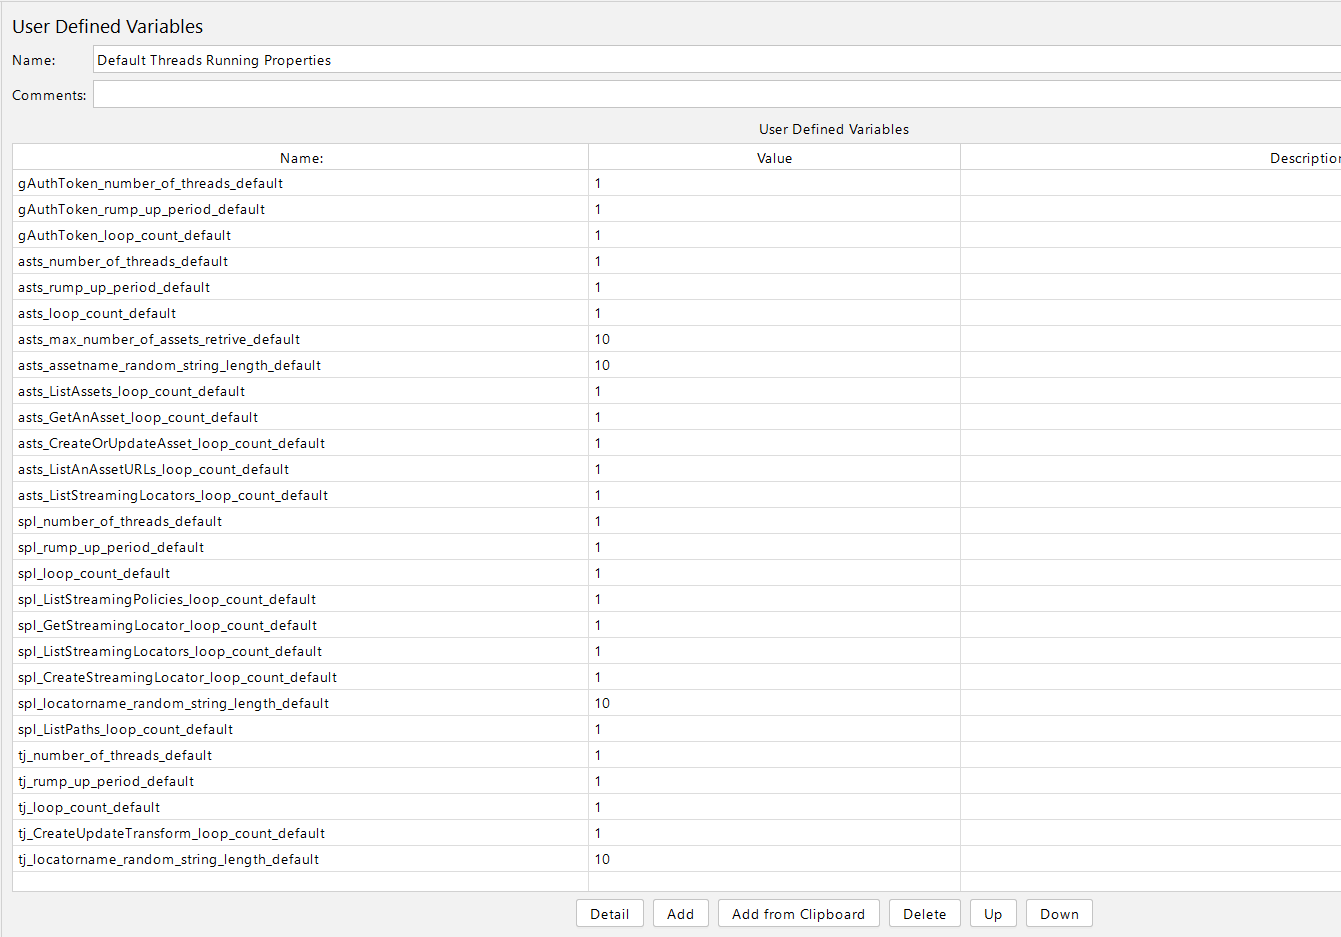 User Defined Variables
Name: Default Threads Running Properties
Comments:
User Defined Variables
Name: Value Description
gAuthToken_number_of_threads_default 1
gAuthToken_rump_up_period_default 1
gAuthToken_loop_count_default 1
asts_number_of_threads_default 1
asts_rump_up_period_default 1
asts_loop_count_default 1
asts_max_number_of_assets_retrive_default 10
asts_assetname_random_string_length_default 10
asts_ListAssets_loop_count_default 1
asts_GetAnAsset_loop_count_default 1
asts_CreateOrUpdateAsset_loop_count_default 1
asts_ListAnAssetURLs_loop_count_default 1
asts_ListStreamingLocators_loop_count_default 1
spl_number_of_threads_default 1
spl_rump_up_period_default 1
spl_loop_count_default 1
spl_ListStreamingPolicies_loop_count_default 1
spl_GetStreamingLocator_loop_count_default 1
spl_ListStreamingLocators_loop_count_default 1
spl_CreateStreamingLocator_loop_count_default 1
spl_locatorname_random_string_length_default 10
spl_ListPaths_loop_count_default 1
tj_number_of_threads_default 1
tj_rump_up_period_default 1
tj_loop_count_default 1
tj_CreateUpdateTransform_loop_count_default 1
tj_locatorname_random_string_length_default 10
Detail Add Add from Clipboard Delete Up Down